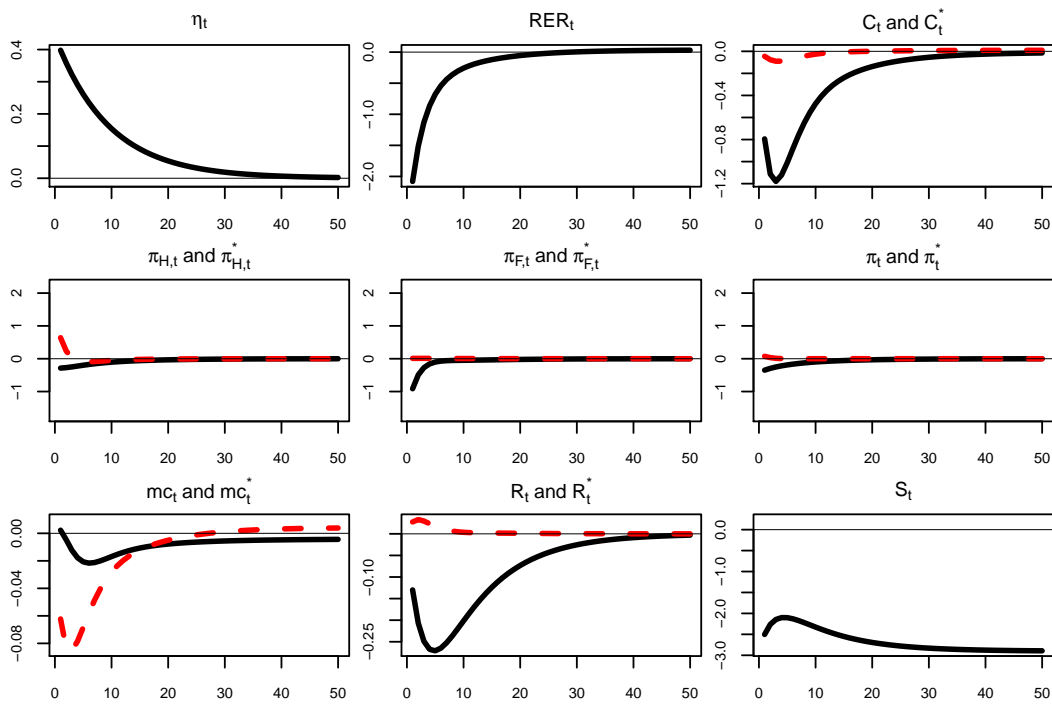 η_t
0.0 0.2 0.4
0 10 20 30 40 50
RER_t
−2.0 −1.0 0.0
0 10 20 30 40 50
C_t and C_t^*
−1.2 −0.8 −0.4 0.0
0 10 20 30 40 50
π_H,t and π_H,t^*
−1 0 1 2
0 10 20 30 40 50
π_F,t and π_F,t^*
−1 0 1 2
0 10 20 30 40 50
π_t and π_t^*
−1 0 1 2
0 10 20 30 40 50
mc_t and mc_t^*
−0.08 −0.04 0.00
0 10 20 30 40 50
R_t and R_t^*
−0.25 −0.10
0 10 20 30 40 50
S_t
−3.0 −2.0 −1.0 0.0
0 10 20 30 40 50